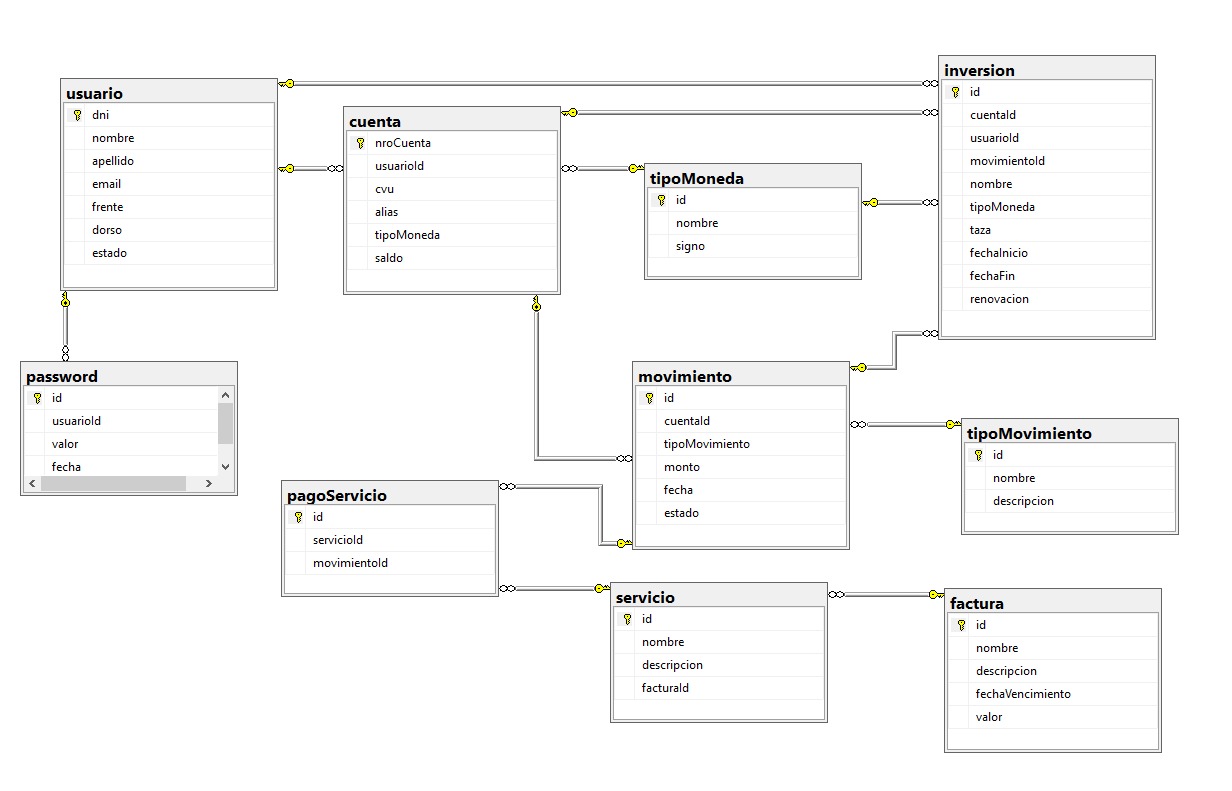 usuario
dni
nombre
apellido
email
frente
dorso
estado
cuenta
nroCuenta
usuarioId
cvu
alias
tipoMoneda
saldo
tipoMoneda
id
nombre
signo
inversion
id
cuentaId
usuarioId
movimientoId
nombre
tipoMoneda
taza
fechaInicio
fechaFin
renovacion
password
id
usuarioId
valor
fecha
movimiento
id
cuentaId
tipoMovimiento
monto
fecha
estado
tipoMovimiento
id
nombre
descripcion
pagoServicio
id
servicioId
movimientoId
servicio
id
nombre
descripcion
facturaId
factura
id
nombre
descripcion
fechaVencimiento
valor